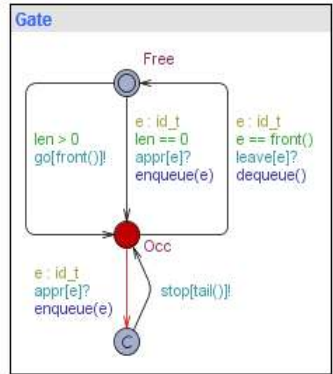 Gate
Free
len > 0
go[front()]!
e : id_t
len == 0
appr[e]?
enqueue(e)
e : id_t
e == front()
leave[e]?
dequeue()
Occ
e : id_t
appr[e]?
enqueue(e)
stop[tail()]!
C